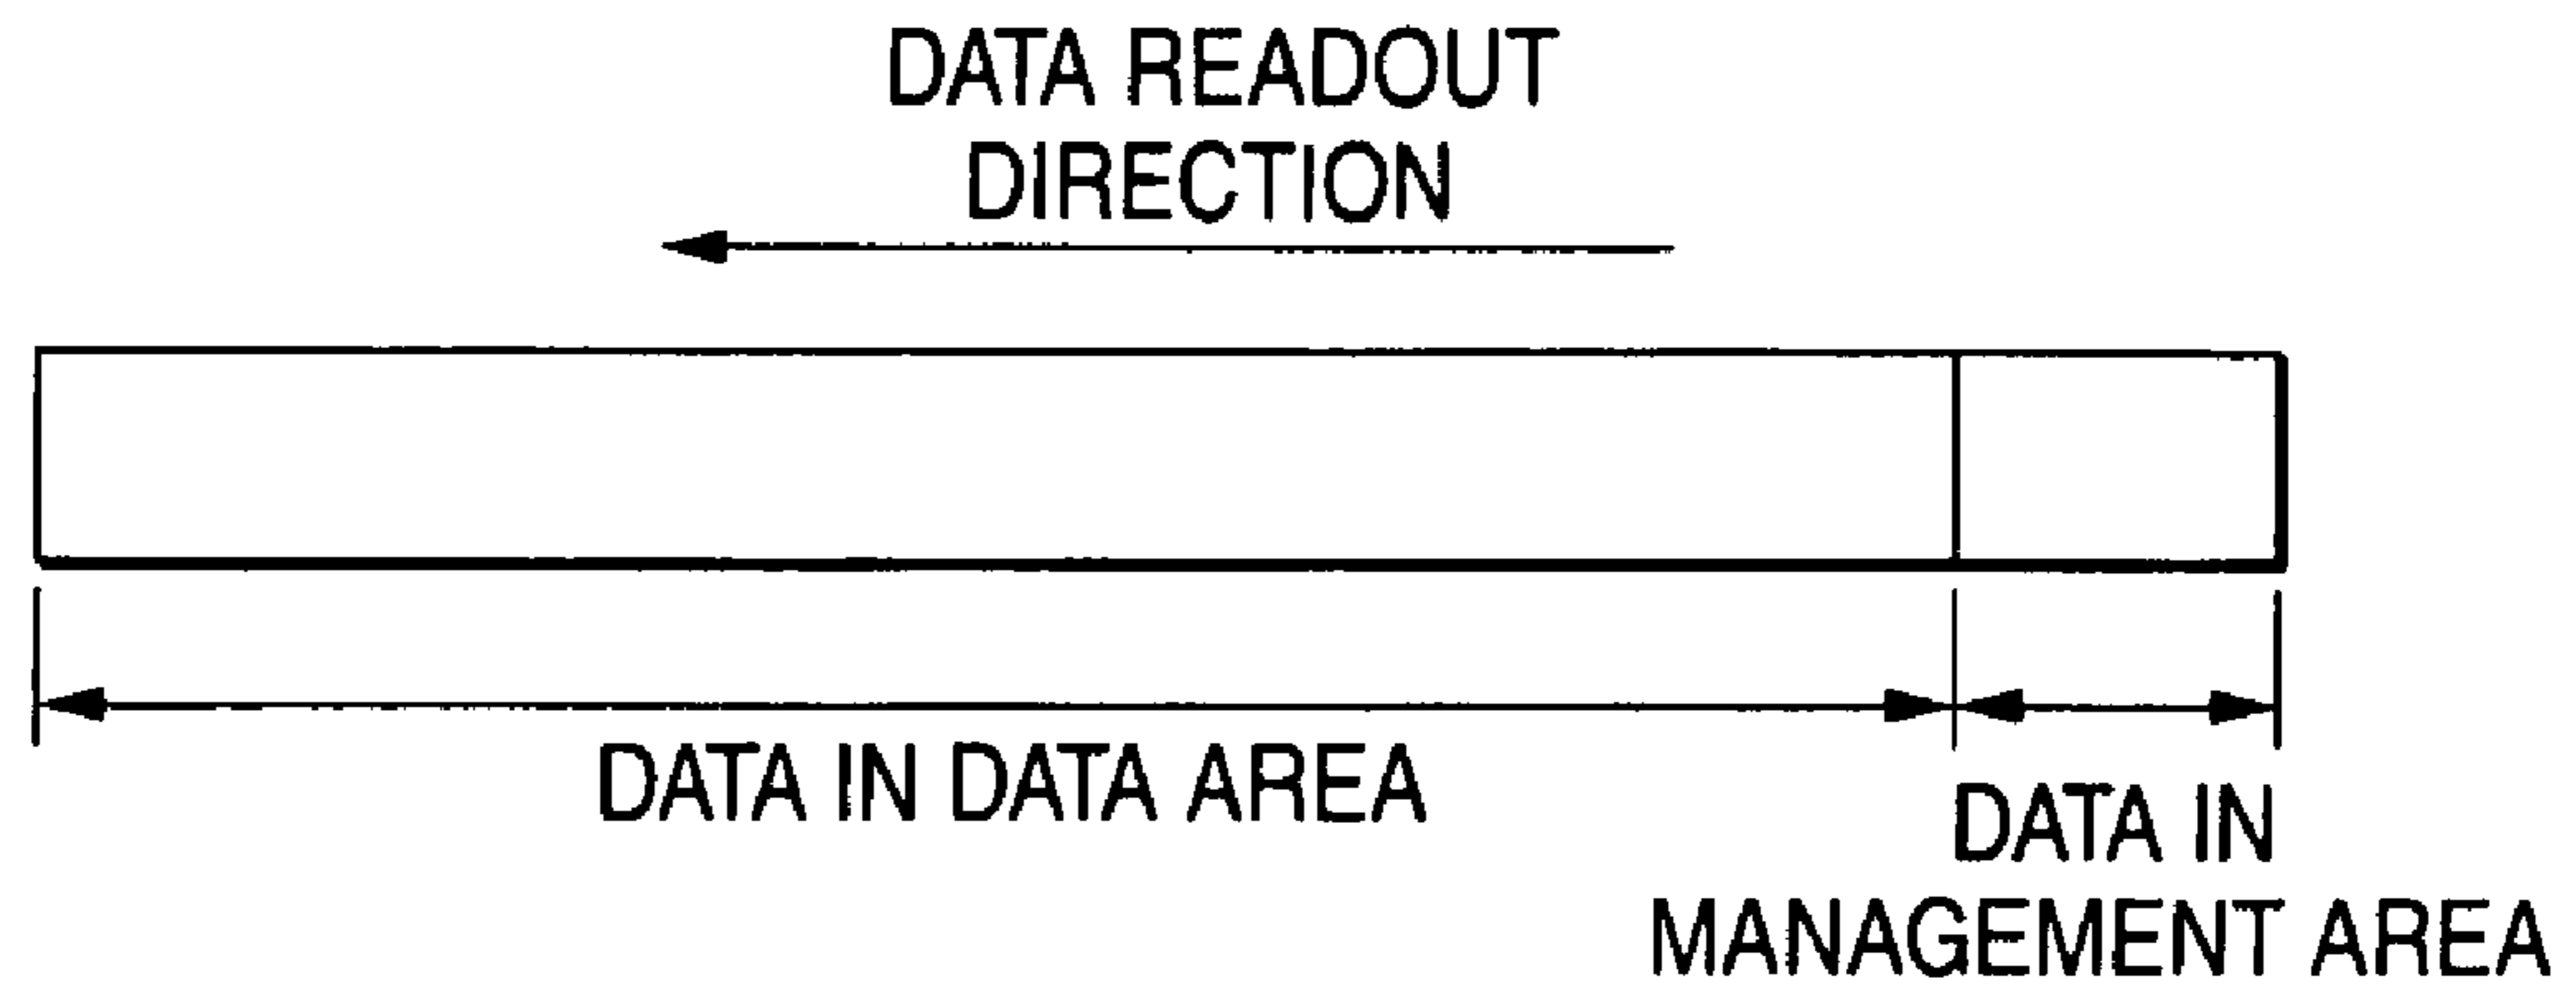 DATA READOUT
DIRECTION
DATA IN DATA AREA
DATA IN
MANAGEMENT AREA